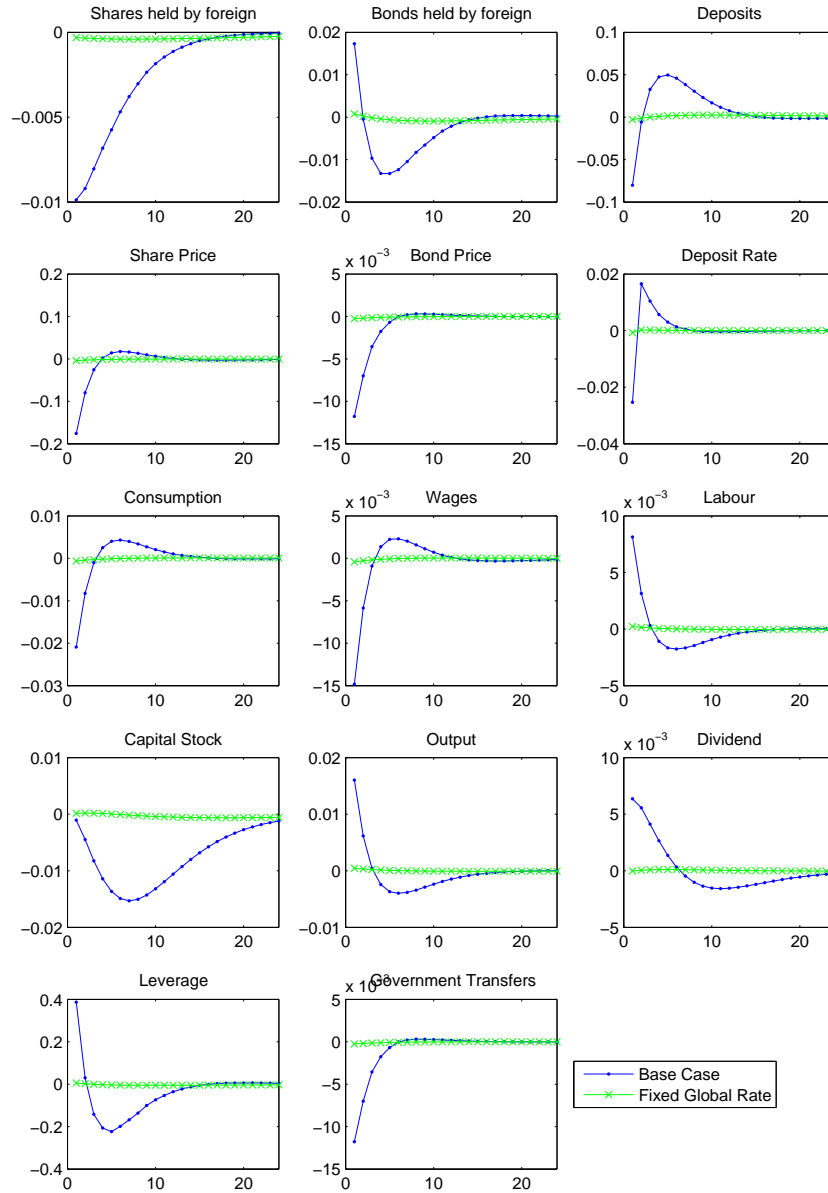 Shares held by foreign
Bonds held by foreign
Deposits
0
−0.005
−0.01
0 10 20
0.02
0.01
0
−0.01
0.02
0 10 20
0.1
0.05
0
−0.05
−0.1
0 10 20
Share Price
Bond Price
Deposit Rate
0.2
0.1
0
−0.1
−0.2
0 10 20
x 10−3
5
0
−5
−10
−15
0 10 20
0.02
0
−0.02
−0.04
0 10 20
Consumption
Wages
Labour
0.01
0
−0.01
−0.02
−0.03
0 10 20
x 10−3
5
0
−5
−10
−15
0 10 20
x 10−3
10
5
0
−5
0 10 20
Capital Stock
Output
Dividend
0.01
0
−0.01
−0.02
0 10 20
0.02
0.01
0
−0.01
0 10 20
x 10−3
10
5
0
−5
0 10 20
Leverage
Government Transfers
0.4
0.2
0
−0.2
−0.4
0 10 20
x 10−3
5
0
−5
−10
−15
0 10 20
Base Case
Fixed Global Rate